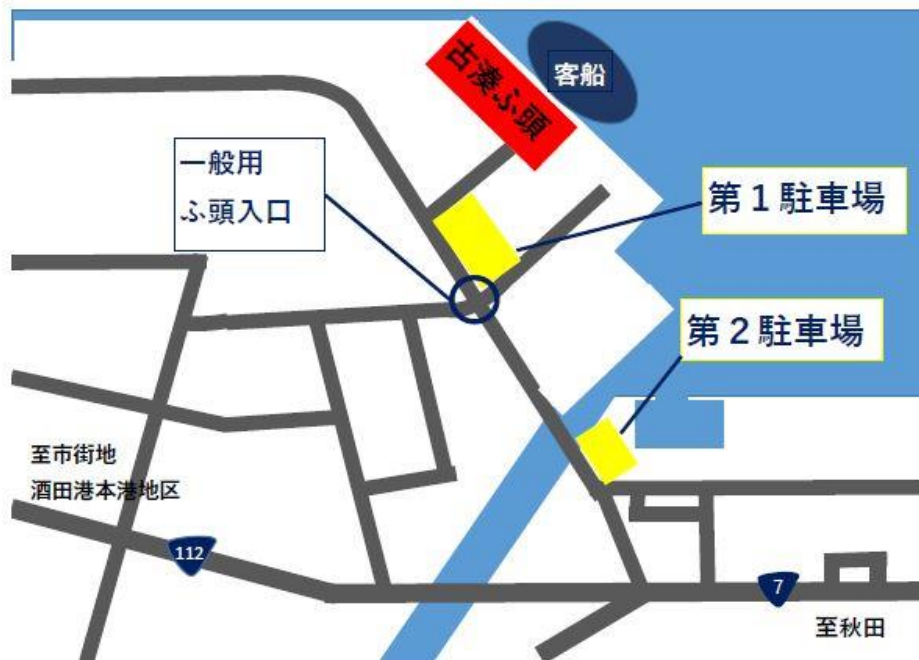 古湊ふ頭
客船
一般用
ふ頭入口
第１駐車場
第２駐車場
至市街地
酒田港本港地区
112
7
至秋田